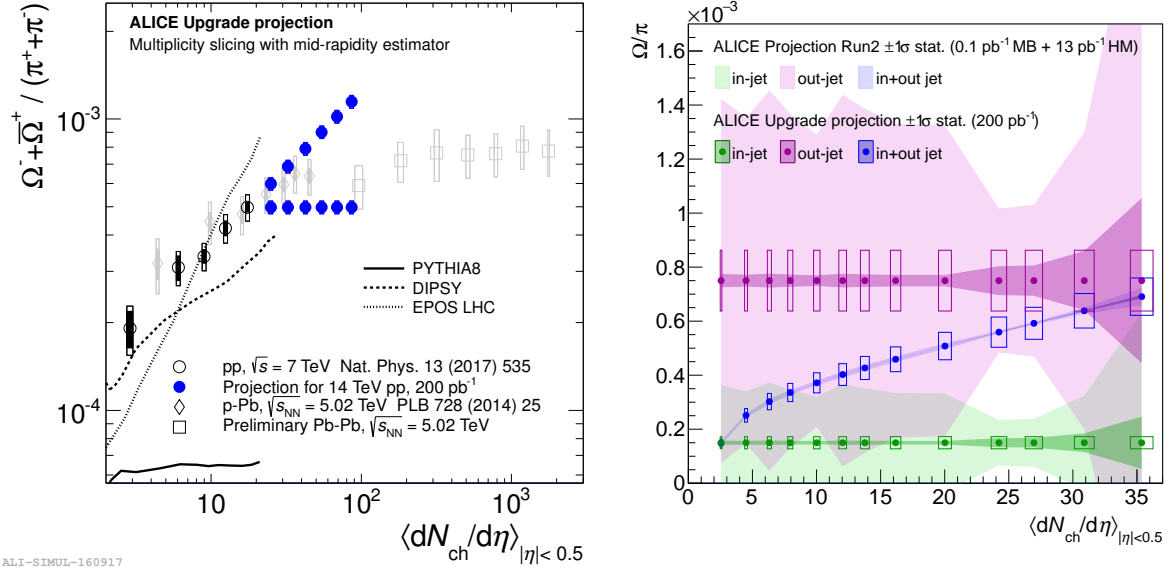 ALICE Upgrade projection
Multiplicity slicing with mid-rapidity estimator
Ω⁻+Ω̅⁺ / (π⁺+π⁻)
10⁻³
10⁻⁴
PYTHIA8
DIPSY
EPOS LHC
pp, √s = 7 TeV Nat. Phys. 13 (2017) 535
Projection for 14 TeV pp, 200 pb⁻¹
p-Pb, √s_NN = 5.02 TeV PLB 728 (2014) 25
Preliminary Pb-Pb, √s_NN = 5.02 TeV
10 10² 10³
⟨dN_ch/dη⟩_|η|< 0.5
ALI-SIMUL-160917
×10⁻³
Ω/π
ALICE Projection Run2 ±1σ stat. (0.1 pb⁻¹ MB + 13 pb⁻¹ HM)
in-jet out-jet in+out jet
ALICE Upgrade projection ±1σ stat. (200 pb⁻¹)
in-jet out-jet in+out jet
1.6
1.4
1.2
1
0.8
0.6
0.4
0.2
0
0 5 10 15 20 25 30 35
⟨dN_ch/dη⟩_|η|<0.5